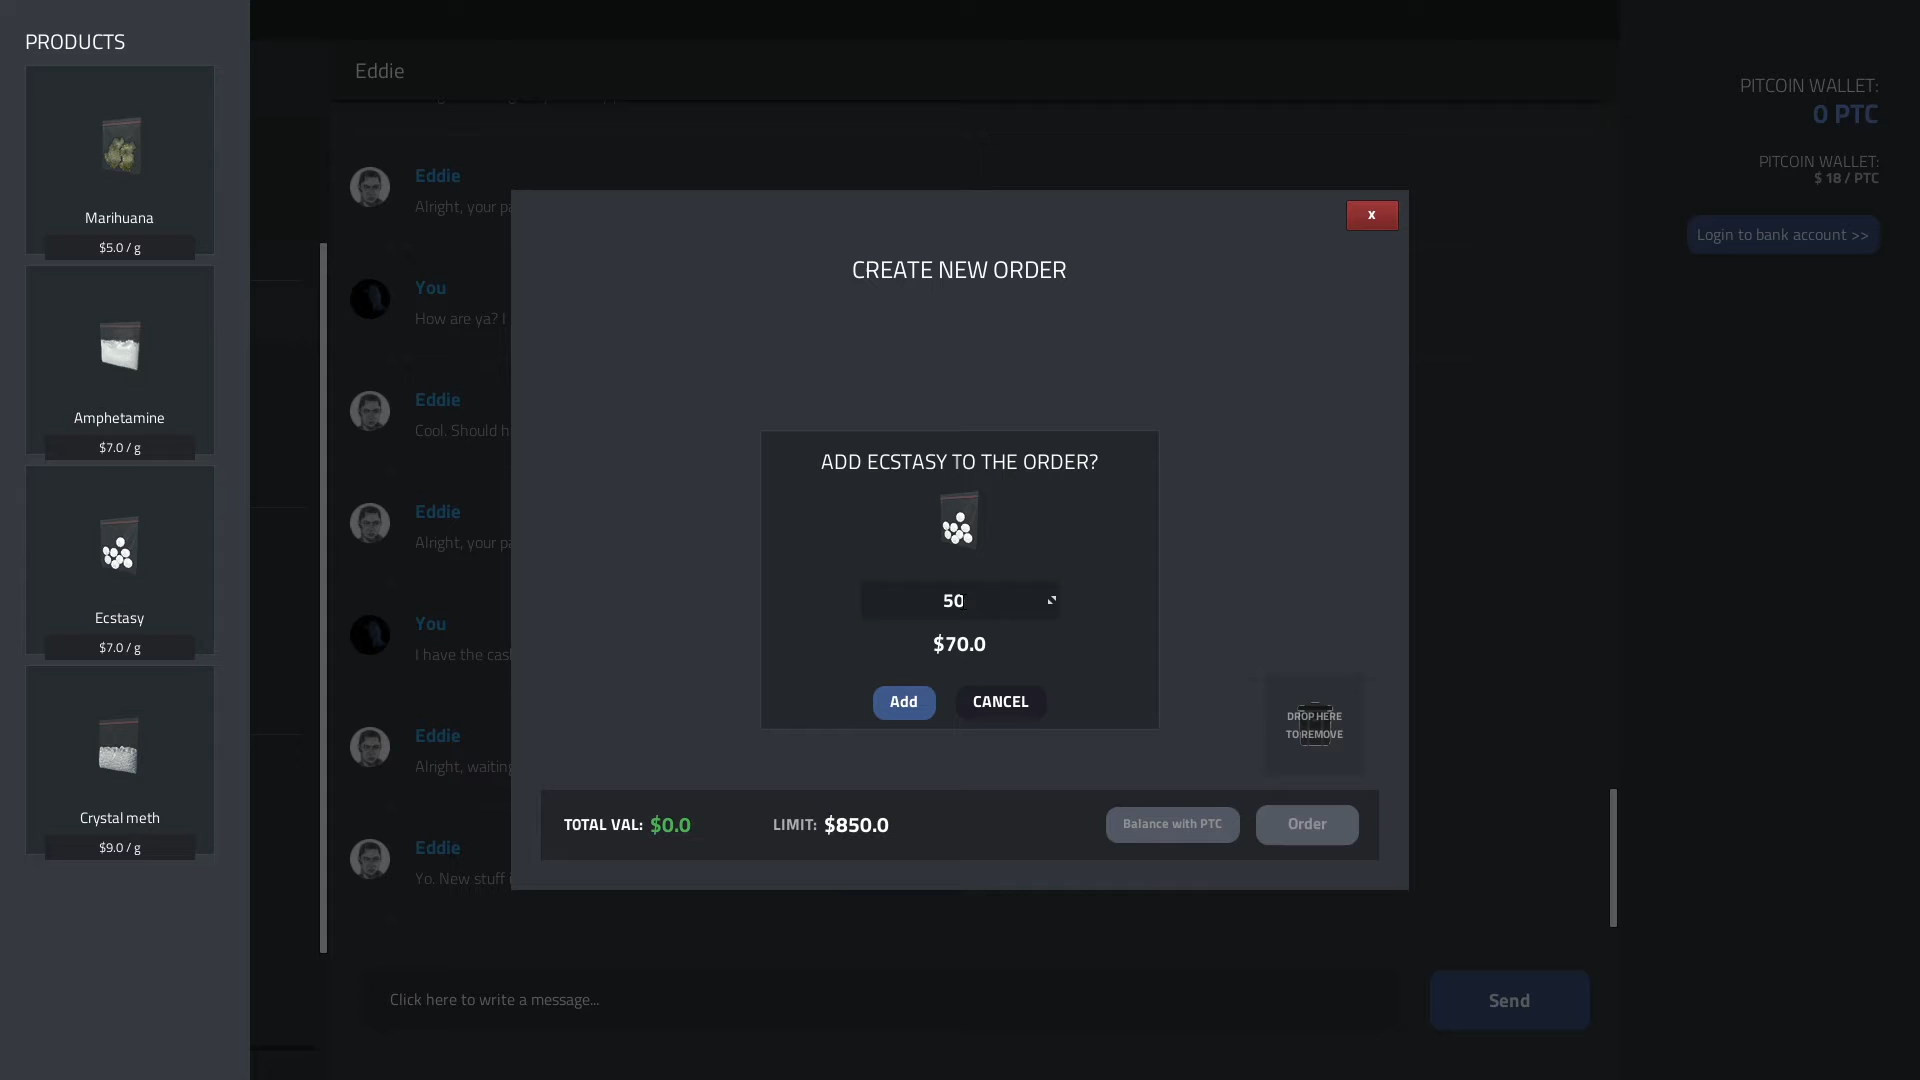 PRODUCTS
Marihuana
$5.0 / g
Amphetamine
$7.0 / g
Ecstasy
$7.0 / g
Crystal meth
$9.0 / g
Eddie
Eddie
Alright, your pa
You
How are ya? I
Eddie
Cool. Should h
Eddie
Alright, your pa
You
I have the cas
Eddie
Alright, waiting
Eddie
Yo. New stuff i
Click here to write a message...
Send
x
CREATE NEW ORDER
ADD ECSTASY TO THE ORDER?
50
$70.0
Add CANCEL
DROP HERE
TO REMOVE
TOTAL VAL: $0.0 LIMIT: $850.0 Balance with PTC Order
PITCOIN WALLET:
0 PTC
PITCOIN WALLET:
$ 18 / PTC
Login to bank account >>